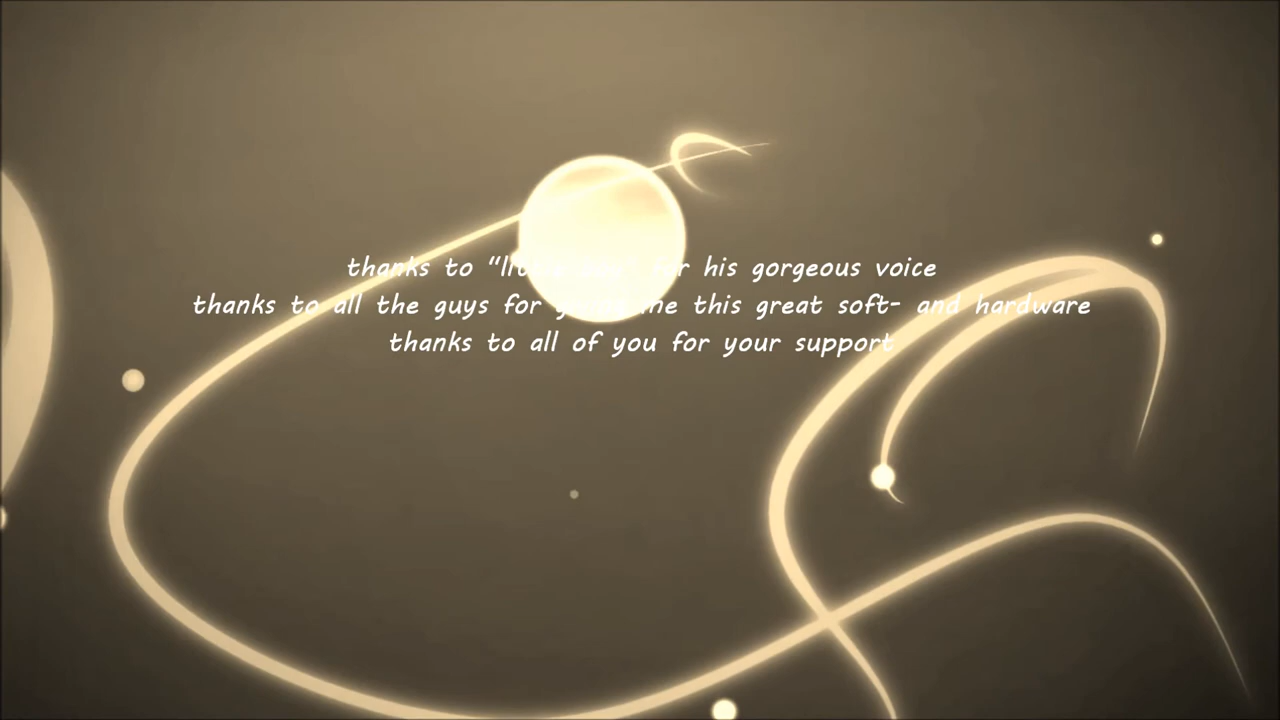 thanks to for his gorgeous voice
thanks to all the guys for me this great soft- and hardware
thanks to all of you for your support